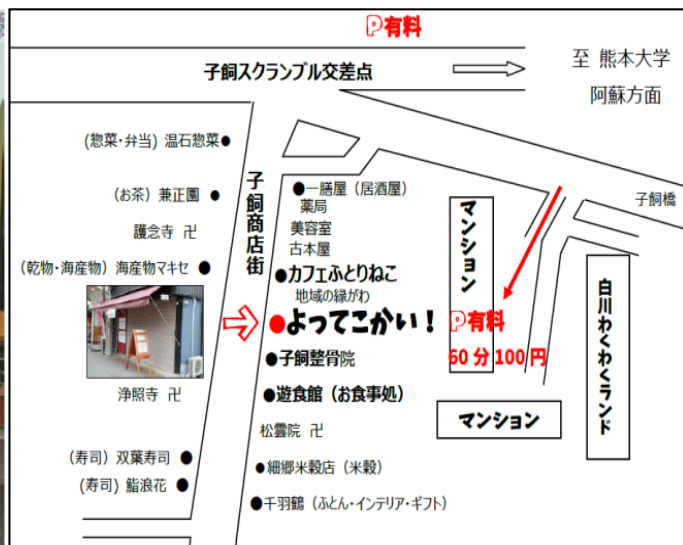 P有料
子飼スクランブル交差点
至 熊本大学
阿蘇方面
(惣菜・弁当) 温石惣菜●
(お茶) 兼正園 ●
護念寺 卍
(乾物・海産物) 海産物マキセ ●
浄照寺 卍
(寿司) 双葉寿司 ●
(寿司) 鮨浪花 ●
子飼商店街
●一膳屋（居酒屋）
薬局
美容室
古本屋
●カフェふとりねこ
地域の縁がわ
●よってこかい！
●子飼整骨院
●遊食館（お食事処）
松雲院 卍
●細郷米穀店（米穀）
●千羽鶴（ふとん・インテリア・ギフト）
マンション
P有料
60分100円
マンション
子飼橋
白川わくわくランド